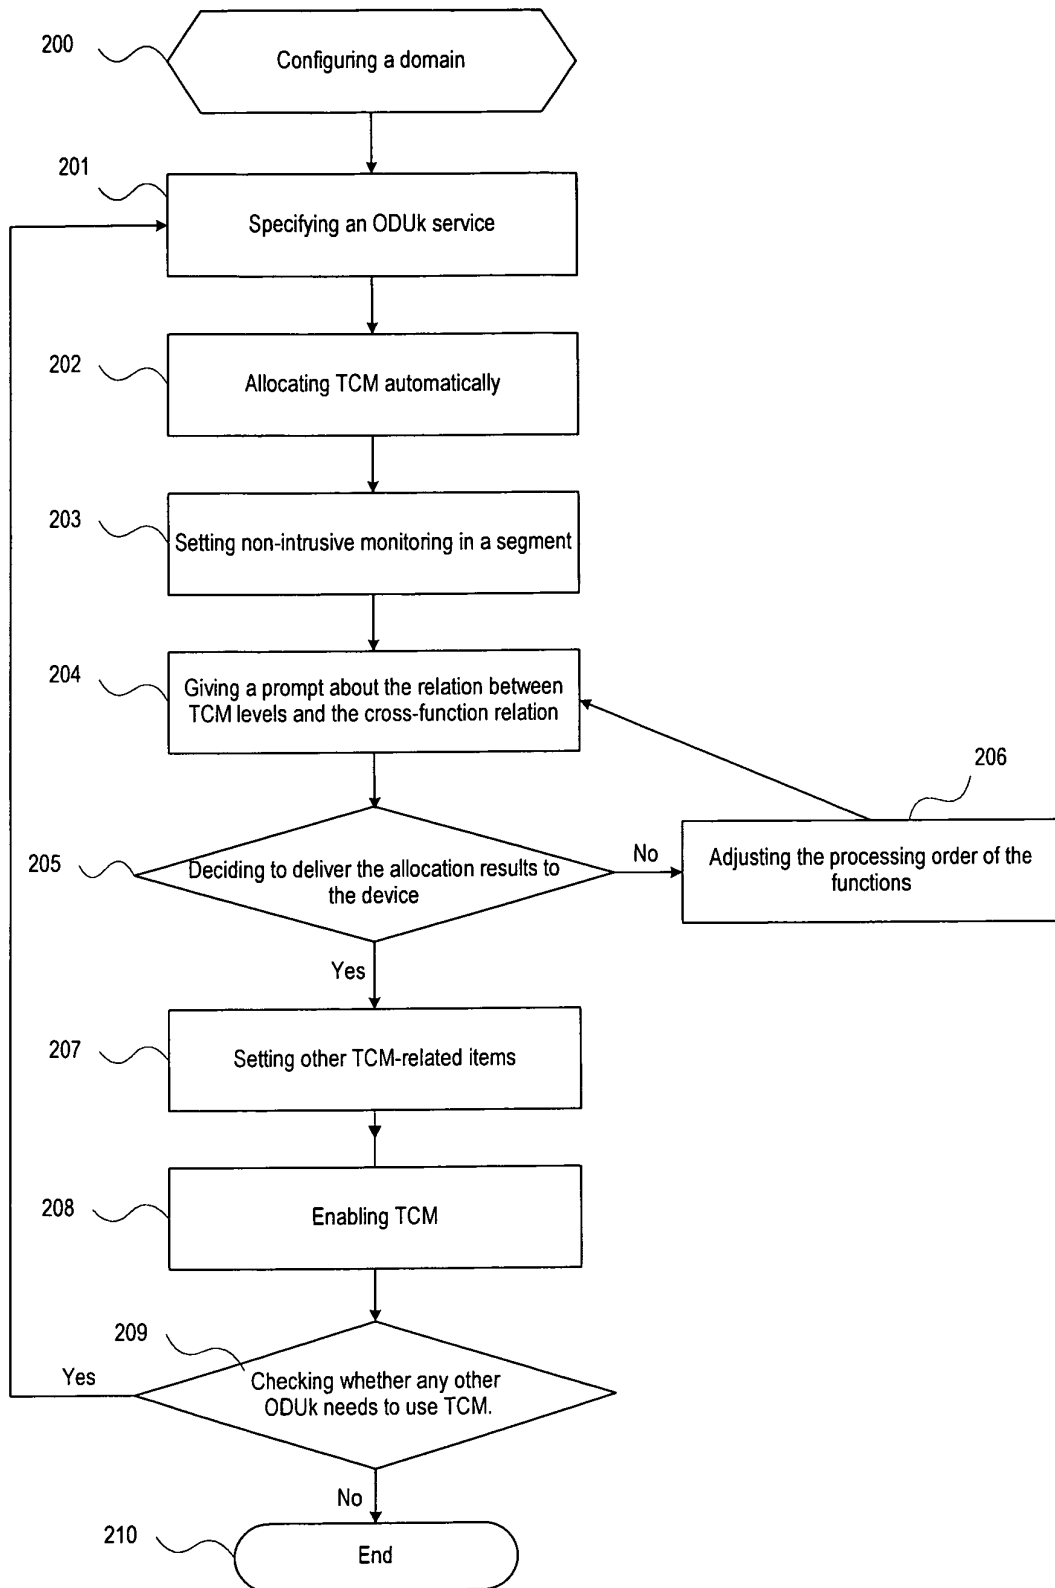 200
Configuring a domain
201
Specifying an ODUk service
202
Allocating TCM automatically
203
Setting non-intrusive monitoring in a segment
204
Giving a prompt about the relation between
TCM levels and the cross-function relation
206
205
Deciding to deliver the allocation results to
the device
No
Adjusting the processing order of the
functions
Yes
207
Setting other TCM-related items
208
Enabling TCM
209
Yes
Checking whether any other
ODUk needs to use TCM.
No
210
End